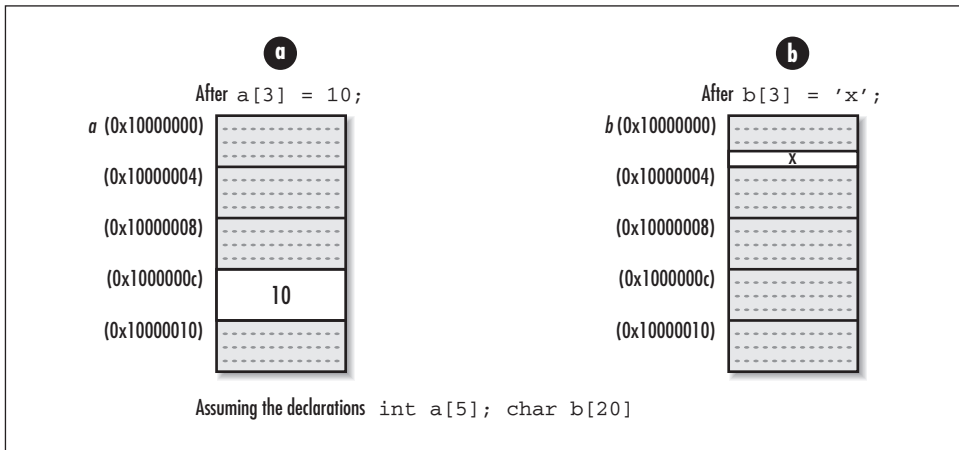 a
After a[3] = 10;
a (0x10000000)
(0x10000004)
(0x10000008)
(0x1000000c)
10
(0x10000010)
b
After b[3] = ’x’;
b (0x10000000)
x
(0x10000004)
(0x10000008)
(0x1000000c)
(0x10000010)
Assuming the declarations int a[5]; char b[20]